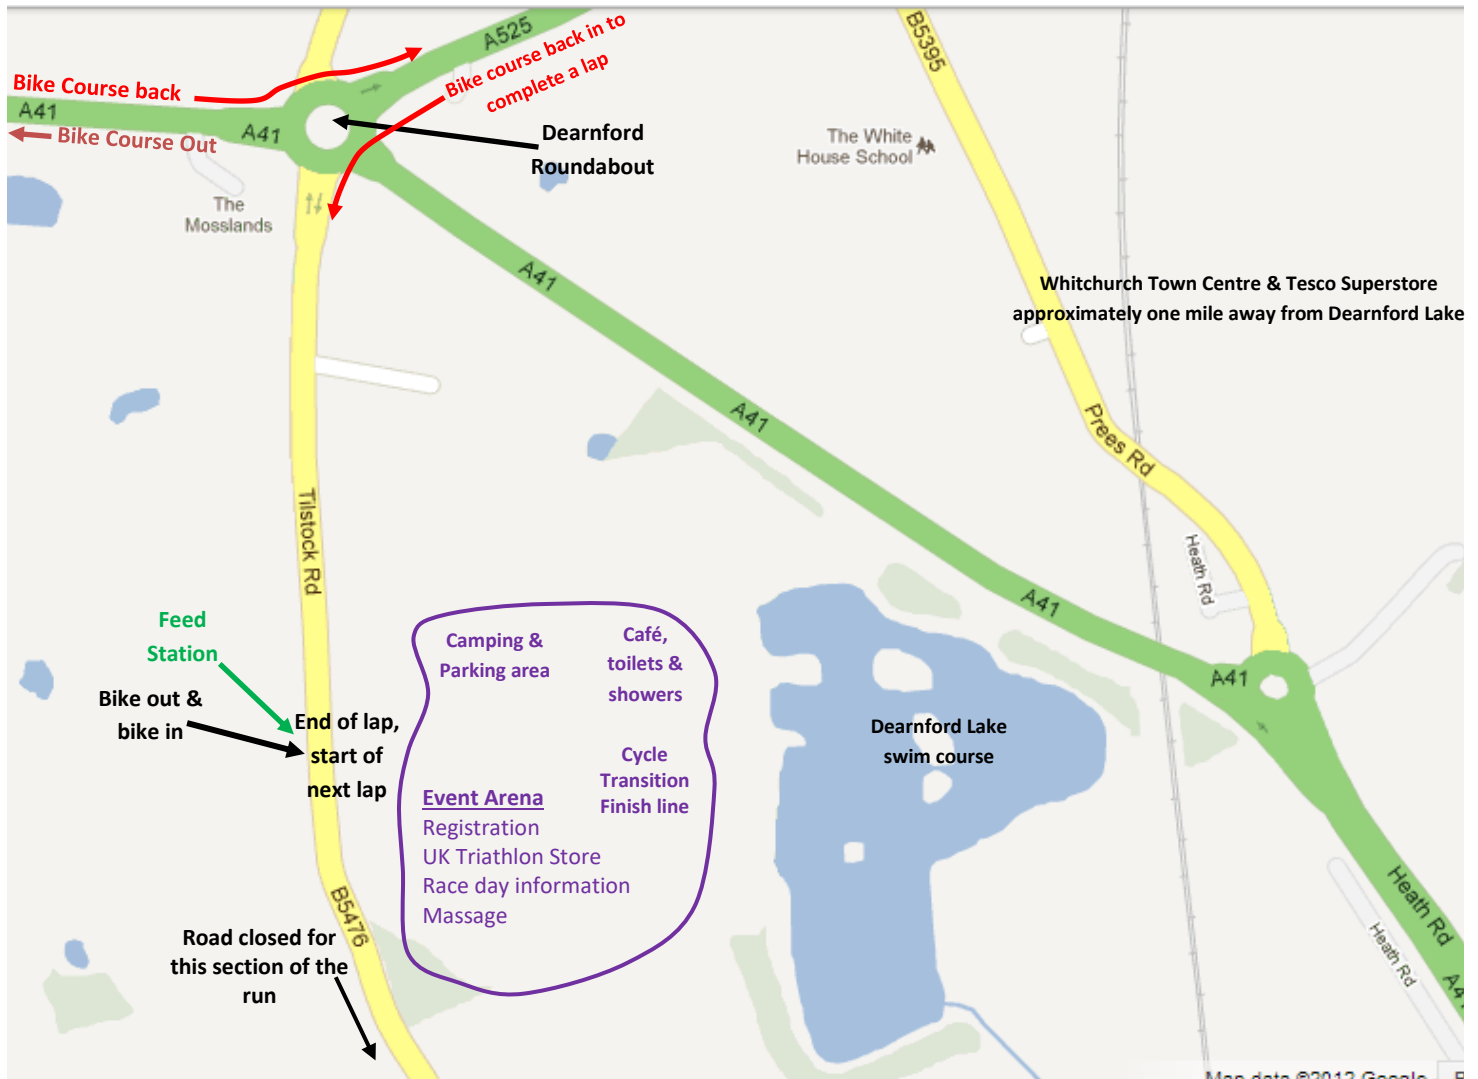 A525
B5395
Bike Course back
Bike course back in to
complete a lap
A41
A41
Bike Course Out
Dearnford
Roundabout
The White
House School
The
Mosslands
A41
Whitchurch Town Centre & Tesco Superstore
approximately one mile away from Dearnford Lake
A41
Prees Rd
Tilstock Rd
Heath Rd
A41
Feed
Station
Camping &
Parking area
Café,
toilets &
showers
A41
Bike out &
bike in
End of lap,
start of
next lap
Dearnford Lake
swim course
Cycle
Transition
Finish line
Event Arena
Registration
UK Triathlon Store
Race day information
Massage
B5476
Heath Rd
Heath Rd
Road closed for
this section of the
run
Map data ©2012 Google